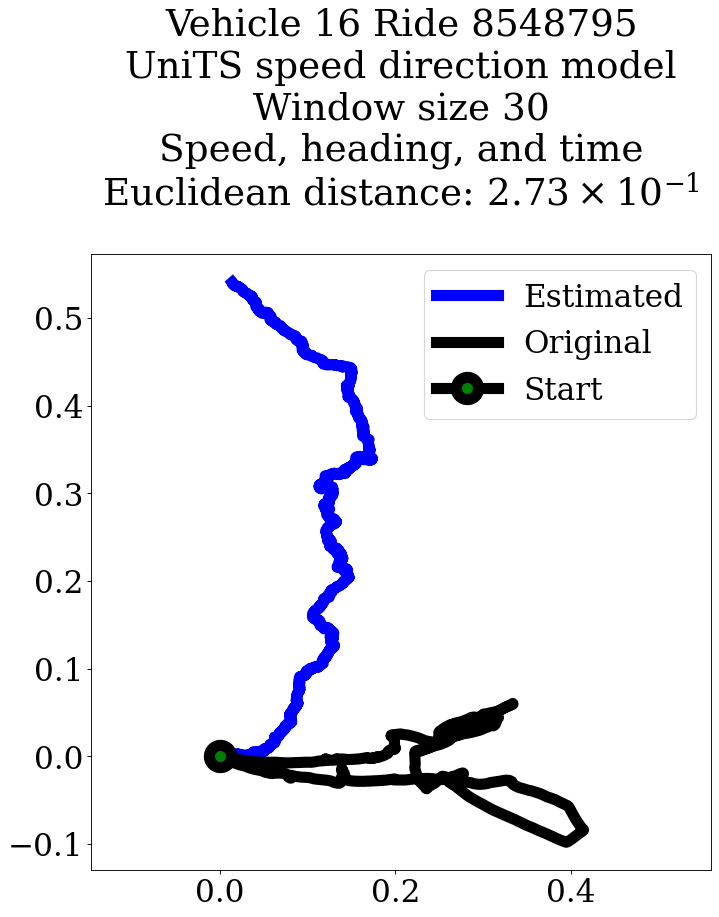 Vehicle 16 Ride 8548795
UniTS speed direction model
Window size 30
Speed, heading, and time
Euclidean distance: 2.73 × 10⁻¹
Estimated
Original
Start
0.5
0.4
0.3
0.2
0.1
0.0
−0.1
0.0 0.2 0.4